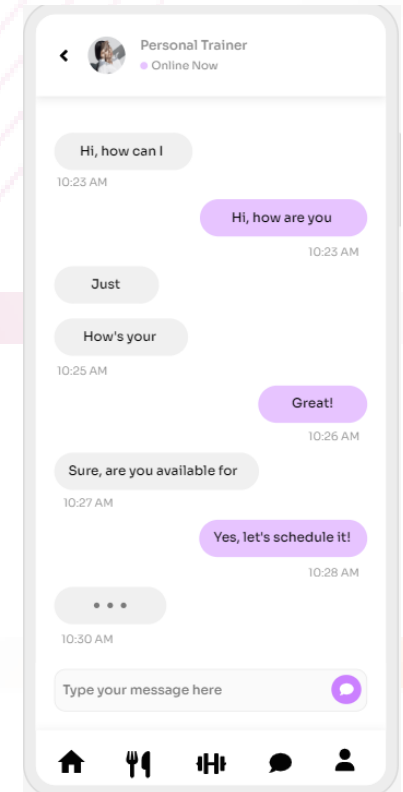 Personal Trainer
Online Now
Hi, how can I
10:23 AM
Hi, how are you
10:23 AM
Just
How's your
10:25 AM
Great!
10:26 AM
Sure, are you available for
10:27 AM
Yes, let's schedule it!
10:28 AM
10:30 AM
Type your message here